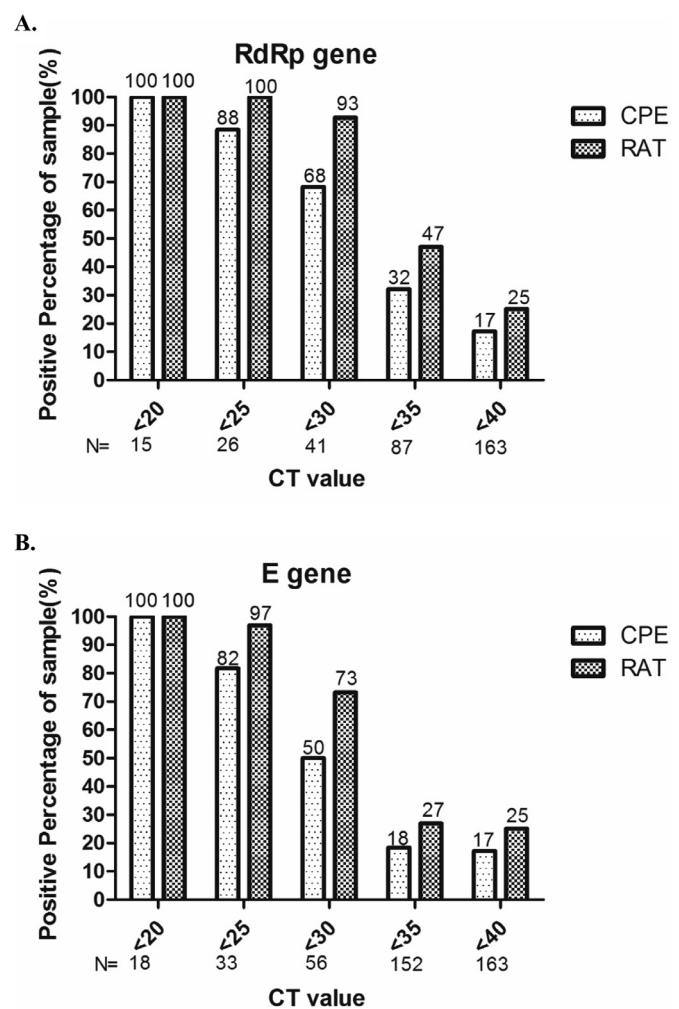 A.
RdRp gene
Positive Percentage of sample(%)
100 100 88 100 68 93 32 47 17 25
100
90
80
70
60
50
40
30
20
10
0
CPE
RAT
<20 <25 <30 <35 <40
N= 15 26 41 87 163
CT value
B.
E gene
Positive Percentage of sample(%)
100 100 82 97 50 73 18 27 17 25
100
90
80
70
60
50
40
30
20
10
0
CPE
RAT
<20 <25 <30 <35 <40
N= 18 33 56 152 163
CT value